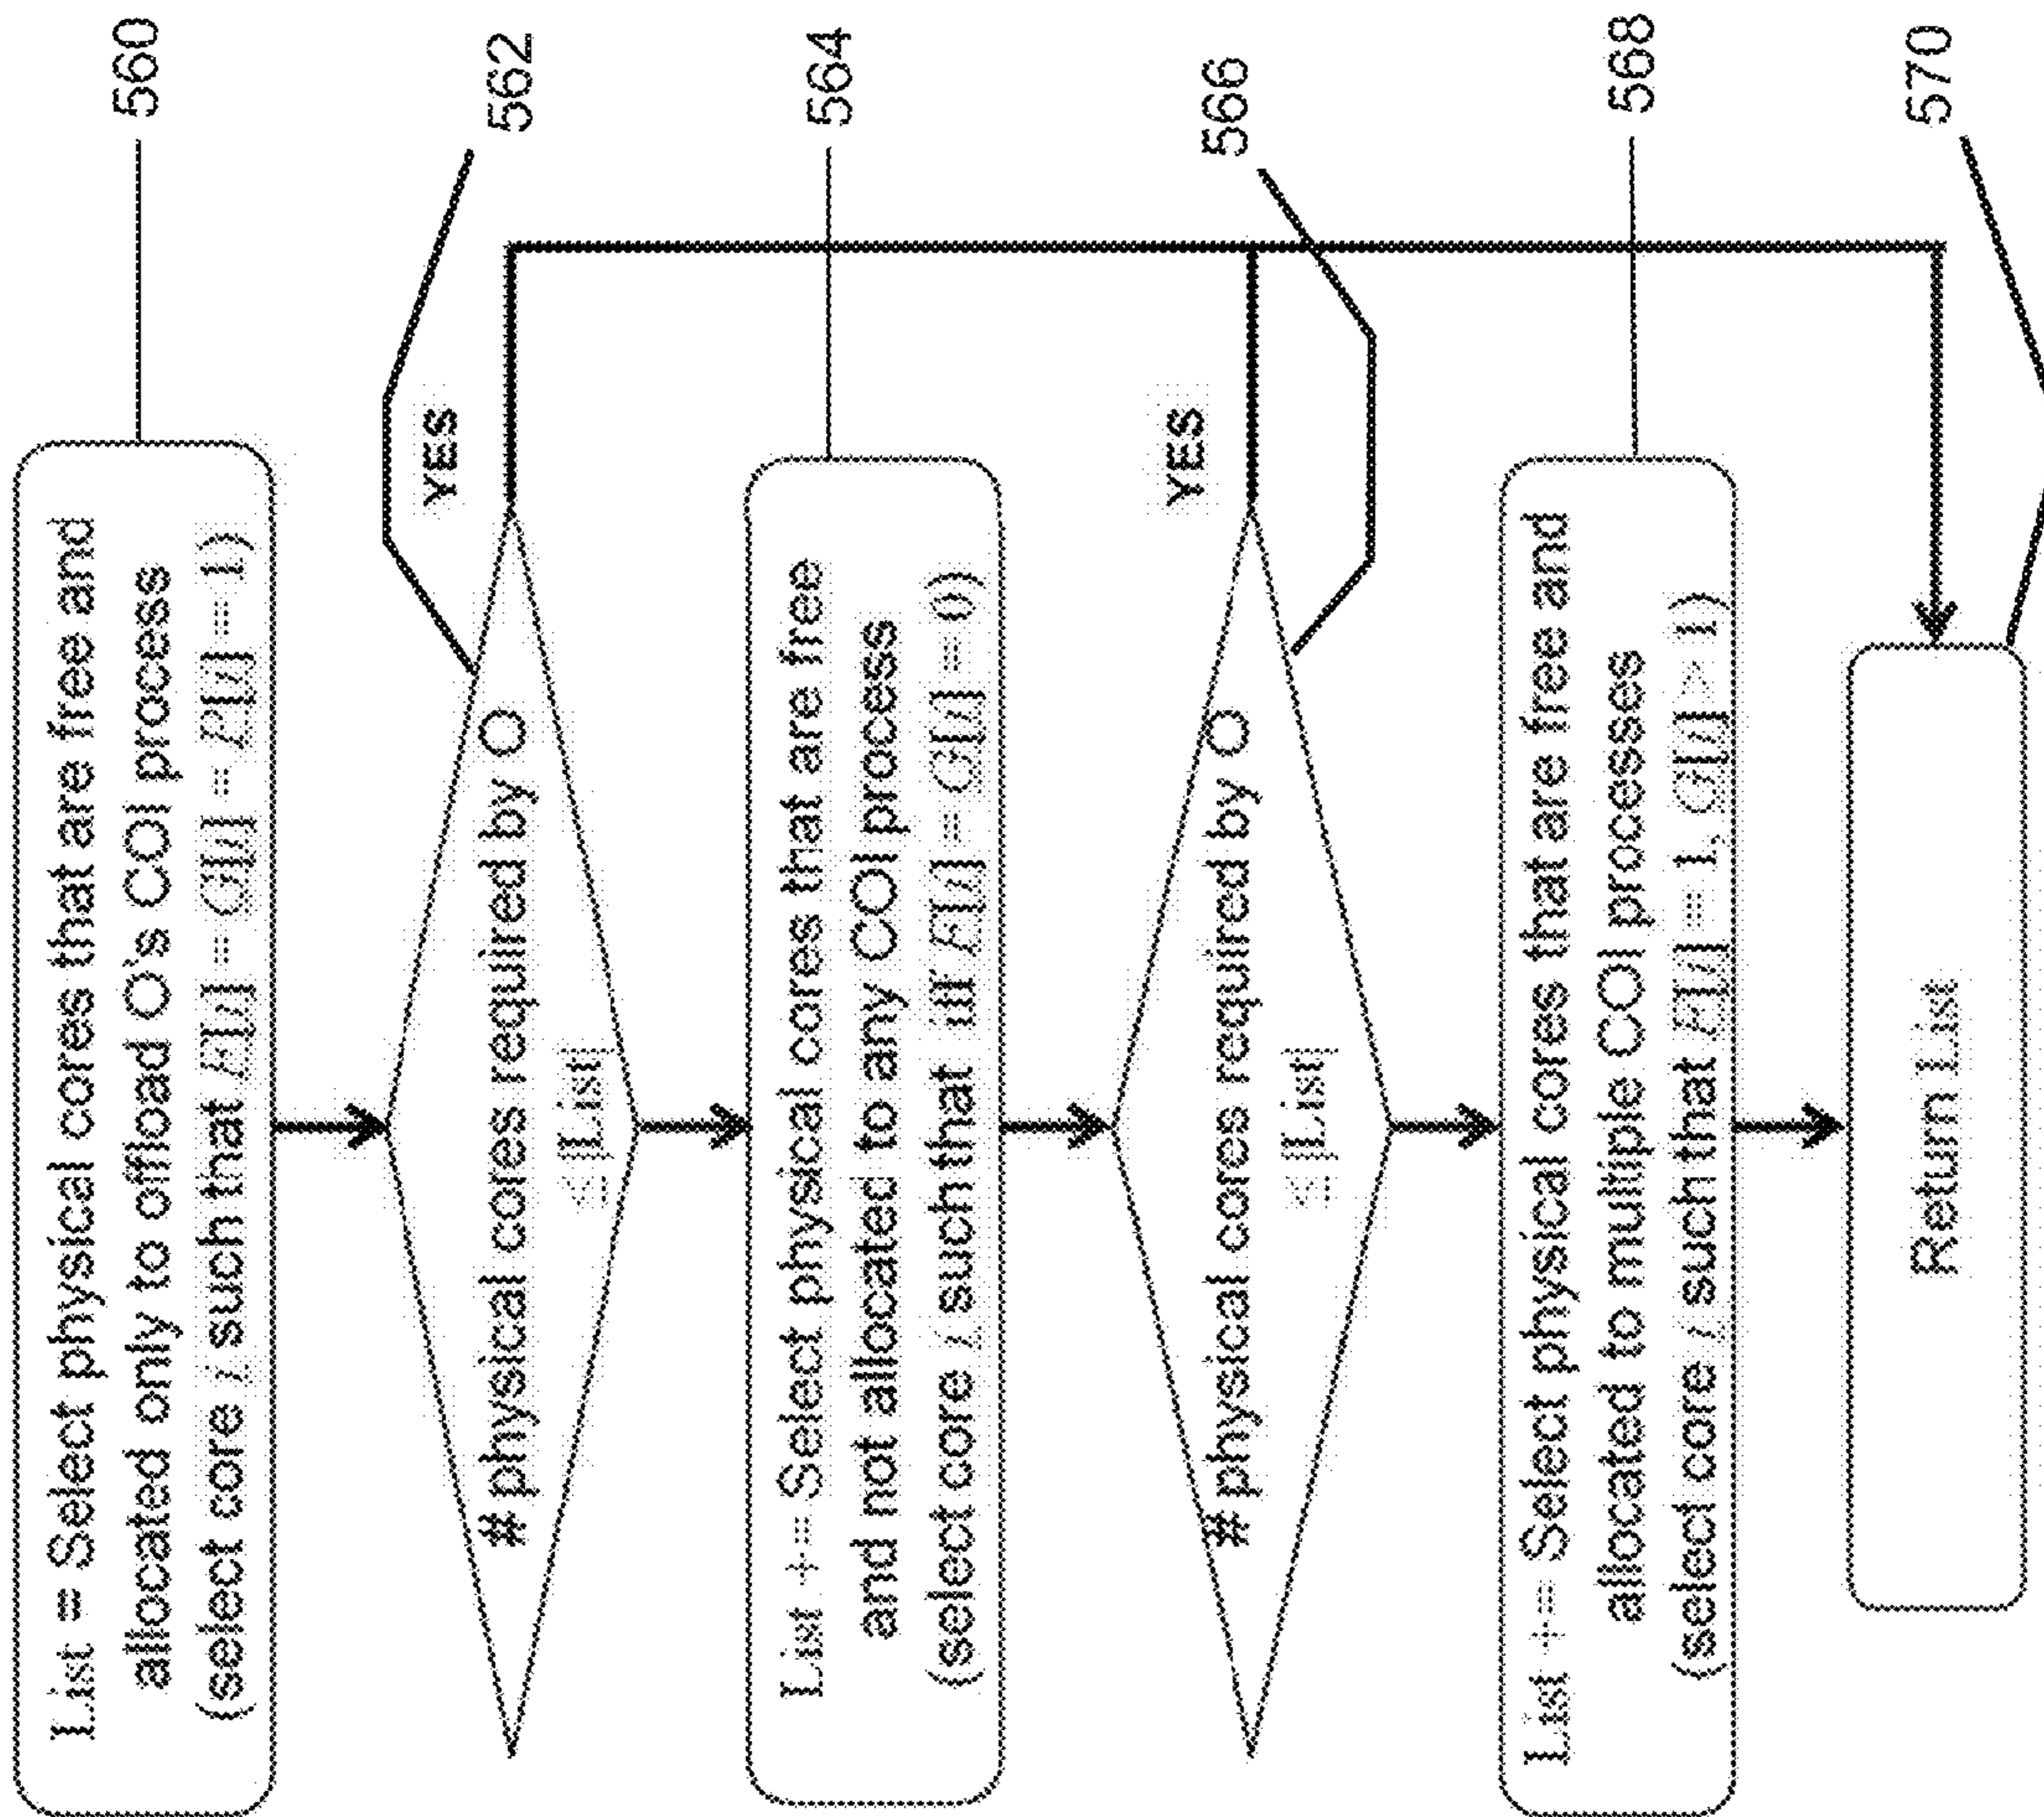 List = Select physical cores that are free and
allocated only to offload O's COI process
(select core i such that F[i] = G[i] = P[i] = 1)
560
YES
562
# physical cores required by O
≤ |List|
List += Select physical cores that are free
and not allocated to any COI process
(select core i such that iff F[i] = G[i] = 0)
564
YES
566
# physical cores required by O
≤ |List|
List += Select physical cores that are free and
allocated to multiple COI processes
(select core i such that F[i] = 1, G[i] > 1)
568
Return List
570